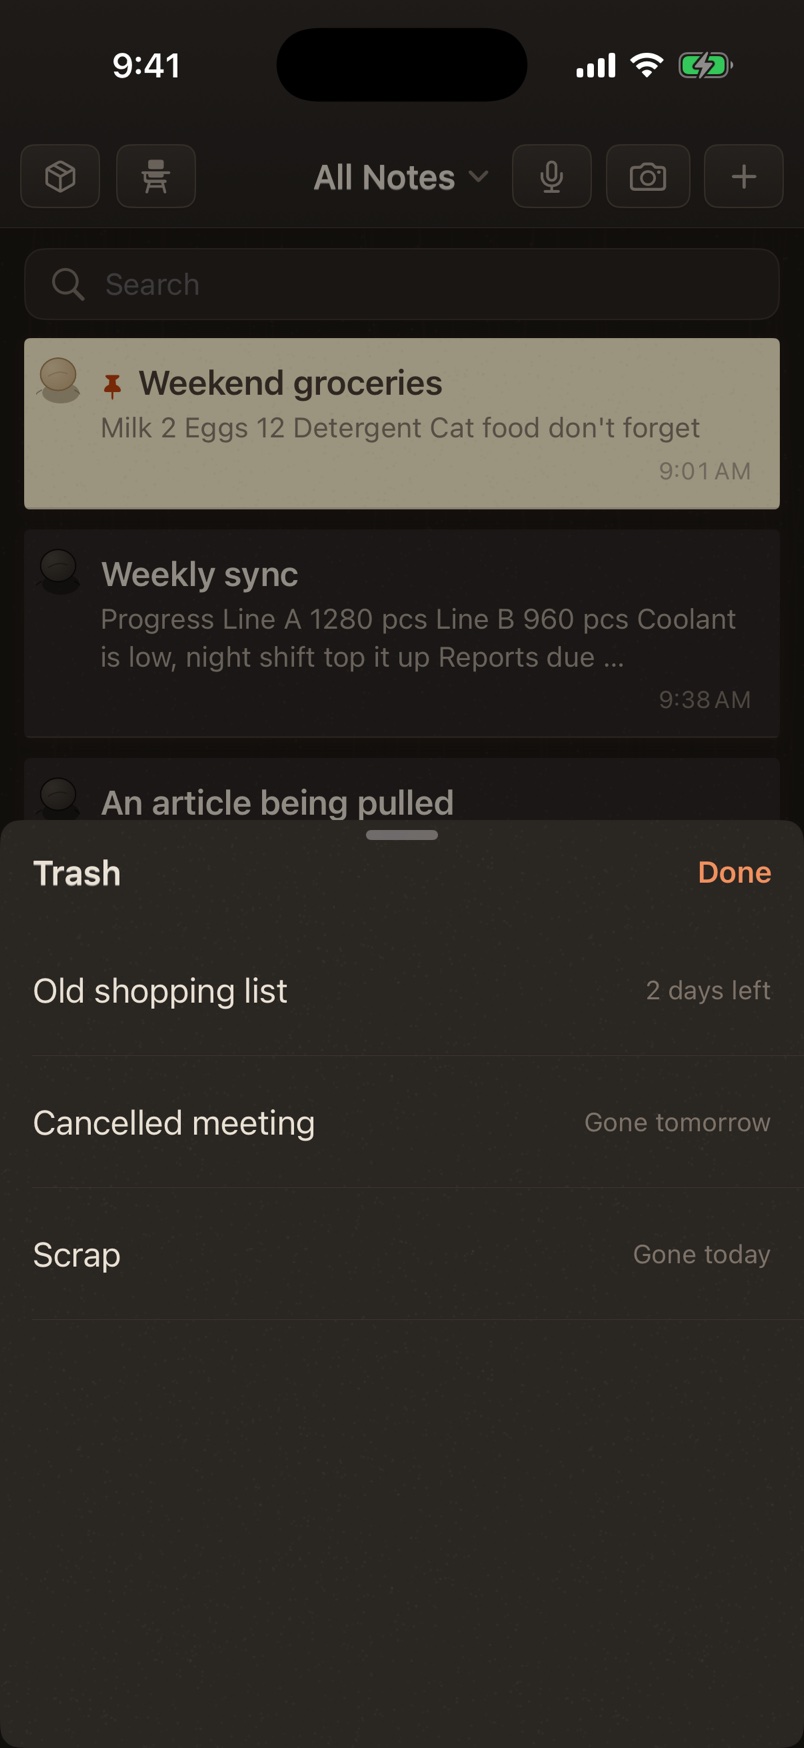 9:41
All Notes
Search
Weekend groceries
Milk 2 Eggs 12 Detergent Cat food don't forget
9:01 AM
Weekly sync
Progress Line A 1280 pcs Line B 960 pcs Coolant
is low, night shift top it up Reports due ...
9:38 AM
An article being pulled
Trash
Done
Old shopping list
2 days left
Cancelled meeting
Gone tomorrow
Scrap
Gone today